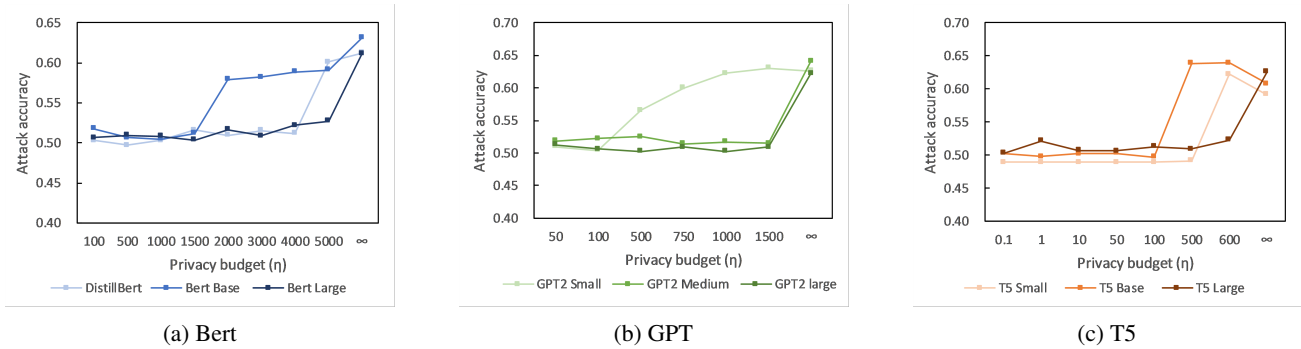 0.65
0.60
0.55
0.50
0.45
0.40
Attack accuracy
100 500 1000 1500 2000 3000 4000 5000 ∞
Privacy budget (η)
DistillBert Bert Base Bert Large
(a) Bert
0.70
0.65
0.60
0.55
0.50
0.45
0.40
Attack accuracy
50 100 500 750 1000 1500 ∞
Privacy budget (η)
GPT2 Small GPT2 Medium GPT2 large
(b) GPT
0.70
0.65
0.60
0.55
0.50
0.45
0.40
Attack accuracy
0.1 1 10 50 100 500 600 ∞
Privacy budget (η)
T5 Small T5 Base T5 Large
(c) T5